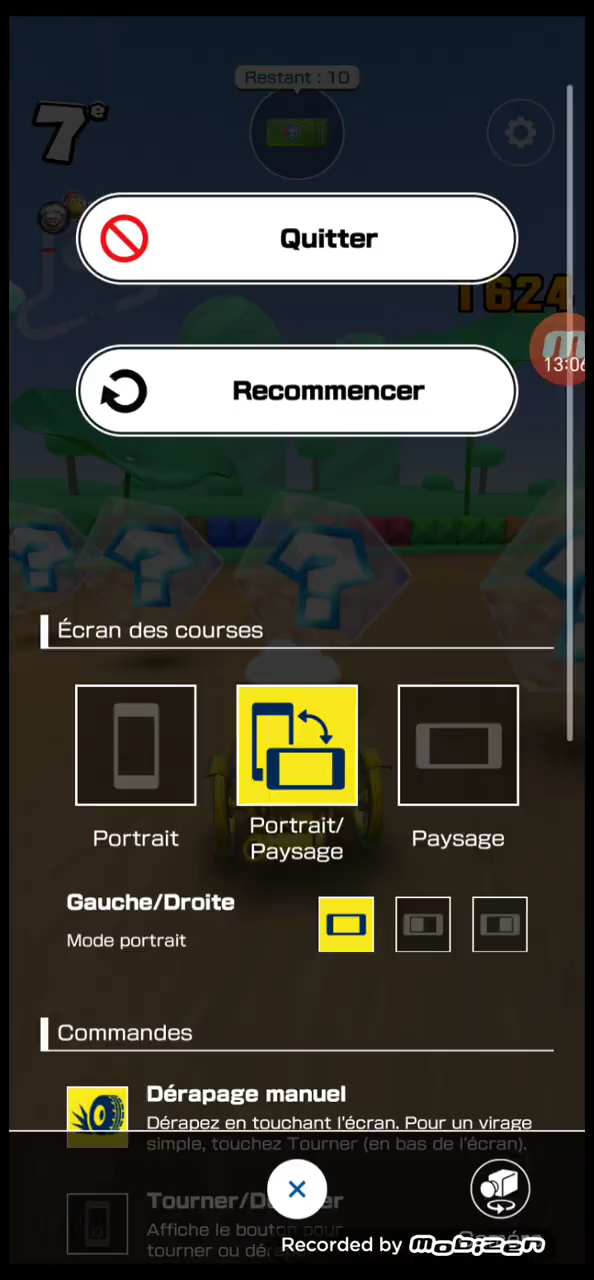 Restant : 10
7e
Quitter
1624
13:06
Recommencer
Écran des courses
Portrait
Portrait/
Paysage
Paysage
Gauche/Droite
Mode portrait
Commandes
Dérapage manuel
Dérapez en touchant l'écran. Pour un virage
simple, touchez Tourner (en bas de l'écran).
Tourner/
Affiche le bouton pour
tourner ou
Recorded by mobizen